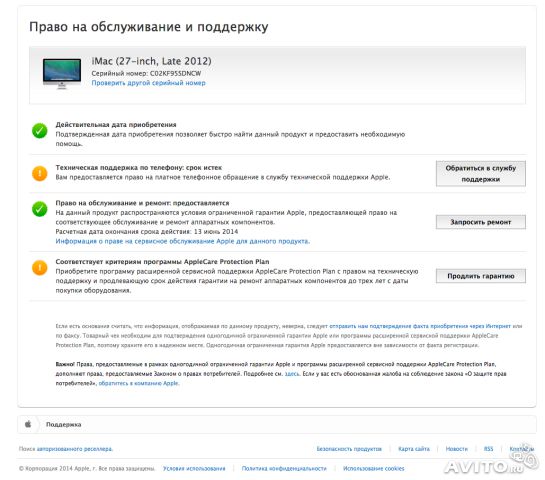 Право на обслуживание и поддержку
iMac (27-inch, Late 2012)
Серийный номер: C02KF955DNCW
Проверить другой серийный номер
Действительная дата приобретения
Подтвержденная дата приобретения позволяет быстро найти данный продукт и предоставить необходимую
помощь.
Техническая поддержка по телефону: срок истек
Вам предоставляется право на платное телефонное обращение в службу технической поддержки Apple.
Обратиться в службу
поддержки
Право на обслуживание и ремонт: предоставляется
На данный продукт распространяются условия ограниченной гарантии Apple, предоставляющей право на
соответствующее обслуживание и ремонт аппаратных компонентов.
Расчетная дата окончания срока действия: 13 июнь 2014
Информация о праве на сервисное обслуживание Apple для данного продукта.
Запросить ремонт
Соответствует критериям программы AppleCare Protection Plan
Приобретите программу расширенной сервисной поддержки AppleCare Protection Plan с правом на техническую
поддержку и продлевающую срок действия гарантии на ремонт аппаратных компонентов до трех лет с даты
покупки оборудования.
Продлить гарантию
Если есть основания считать, что информация, отображаемая по данному продукту, неверна, следует отправить нам подтверждение факта приобретения через Интернет или
по факсу. Товарный чек необходим для подтверждения одногодичной ограниченной гарантии Apple или программы расширенной сервисной поддержки AppleCare
Protection Plan, поэтому храните его в надежном месте. Одногодичная ограниченная гарантия Apple предоставляется вне зависимости от факта регистрации.
Важно! Права, предоставляемые в рамках одногодичной ограниченной гарантии Apple и программы расширенной сервисной поддержки AppleCare Protection Plan,
дополняют права, предоставляемые Законом о правах потребителей. Подробнее см. здесь. Если у вас есть обоснованная жалоба на соблюдение закона «О защите прав
потребителей», обратитесь в компанию Apple.
Поддержка
Поиск авторизованного реселлера.
Безопасность продуктов
Карта сайта
Новости
RSS
Контакты
© Корпорация 2014 Apple, г. Все права защищены.
Условия использования
Политика конфиденциальности
Использование cookies
AVITO.ru